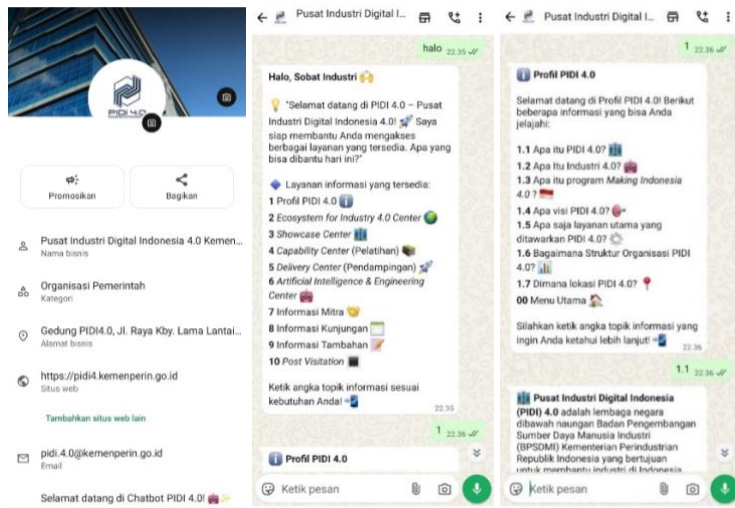 PIDI 4.0
Promosikan
Bagikan
Pusat Industri Digital Indonesia 4.0 Kemen...
Nama bisnis
Organisasi Pemerintah
Kategori
Gedung PIDI4.0, Jl. Raya Kby. Lama Lantai...
Alamat bisnis
https://pidi4.kemenperin.go.id
Situs web
Tambahkan situs web lain
pidi.4.0@kemenperin.go.id
Email
Selamat datang di Chatbot PIDI 4.0!
Pusat Industri Digital I...
halo 22.35
Halo, Sobat Industri
"Selamat datang di PIDI 4.0 – Pusat
Industri Digital Indonesia 4.0! Saya
siap membantu Anda mengakses
berbagai layanan yang tersedia. Apa yang
bisa dibantu hari ini?"
Layanan informasi yang tersedia:
1 Profil PIDI 4.0
2 Ecosystem for Industry 4.0 Center
3 Showcase Center
4 Capability Center (Pelatihan)
5 Delivery Center (Pendampingan)
6 Artificial Intelligence & Engineering
Center
7 Informasi Mitra
8 Informasi Kunjungan
9 Informasi Tambahan
10 Post Visitation
Ketik angka topik informasi sesuai
kebutuhan Anda!
22.35
1 22.36
Profil PIDI 4.0
Ketik pesan
Pusat Industri Digital I...
1 22.36
Profil PIDI 4.0
Selamat datang di Profil PIDI 4.0! Berikut
beberapa informasi yang bisa Anda
jelajahi:
1.1 Apa itu PIDI 4.0?
1.2 Apa Itu Industri 4.0?
1.3 Apa itu program Making Indonesia
4.0 ?
1.4 Apa visi PIDI 4.0?
1.5 Apa saja layanan utama yang
ditawarkan PIDI 4.0?
1.6 Bagaimana Struktur Organisasi PIDI
4.0?
1.7 Dimana lokasi PIDI 4.0?
00 Menu Utama
Silahkan ketik angka topik informasi yang
ingin Anda ketahui lebih lanjut!
22.36
1.1 22.36
Pusat Industri Digital Indonesia
(PIDI) 4.0 adalah lembaga negara
dibawah naungan Badan Pengembangan
Sumber Daya Manusia Industri
(BPSDMI) Kementerian Perindustrian
Republik Indonesia yang bertujuan
untuk membantu industri di Indonesia
Ketik pesan